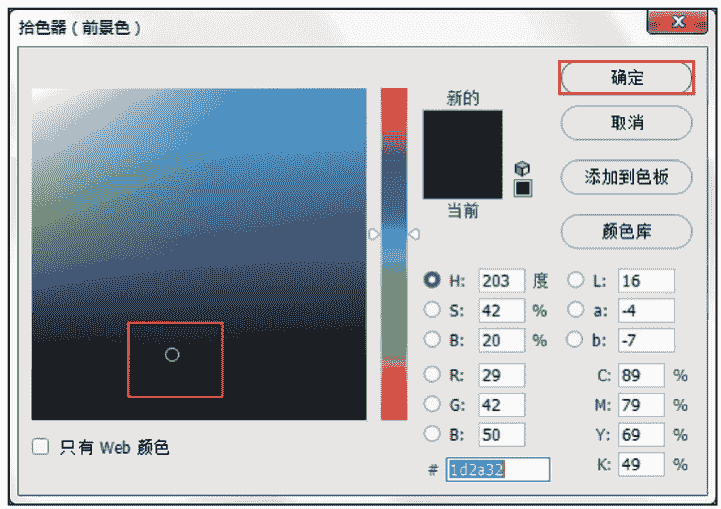 拾色器（前景色）
新的
当前
确定
取消
添加到色板
颜色库
H: 203 度
S: 42 %
B: 20 %
R: 29
G: 42
B: 50
# 1d2a32
L: 16
a: -4
b: -7
C: 89 %
M: 79 %
Y: 69 %
K: 49 %
只有 Web 颜色